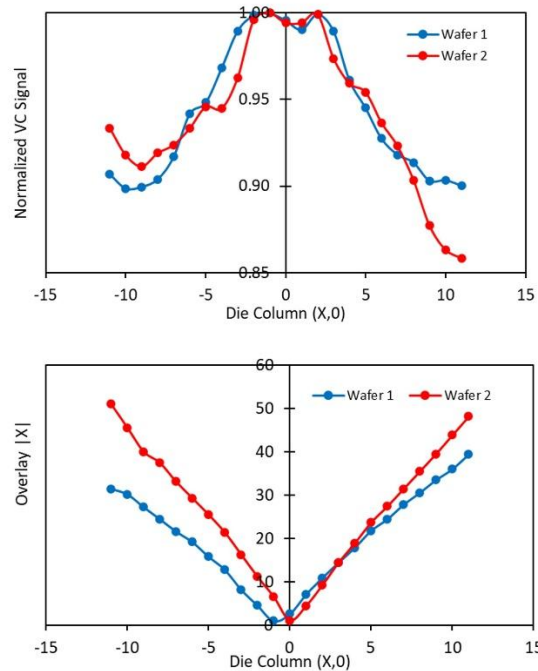 1.00
Wafer 1
Wafer 2
0.95
Normalized VC Signal
0.90
0.85
-15 -10 -5 0 5 10 15
Die Column (X,0)
60
Wafer 1 Wafer 2
50
40
Overlay |X|
30
20
10
0
-15 -10 -5 0 5 10 15
Die Column (X,0)